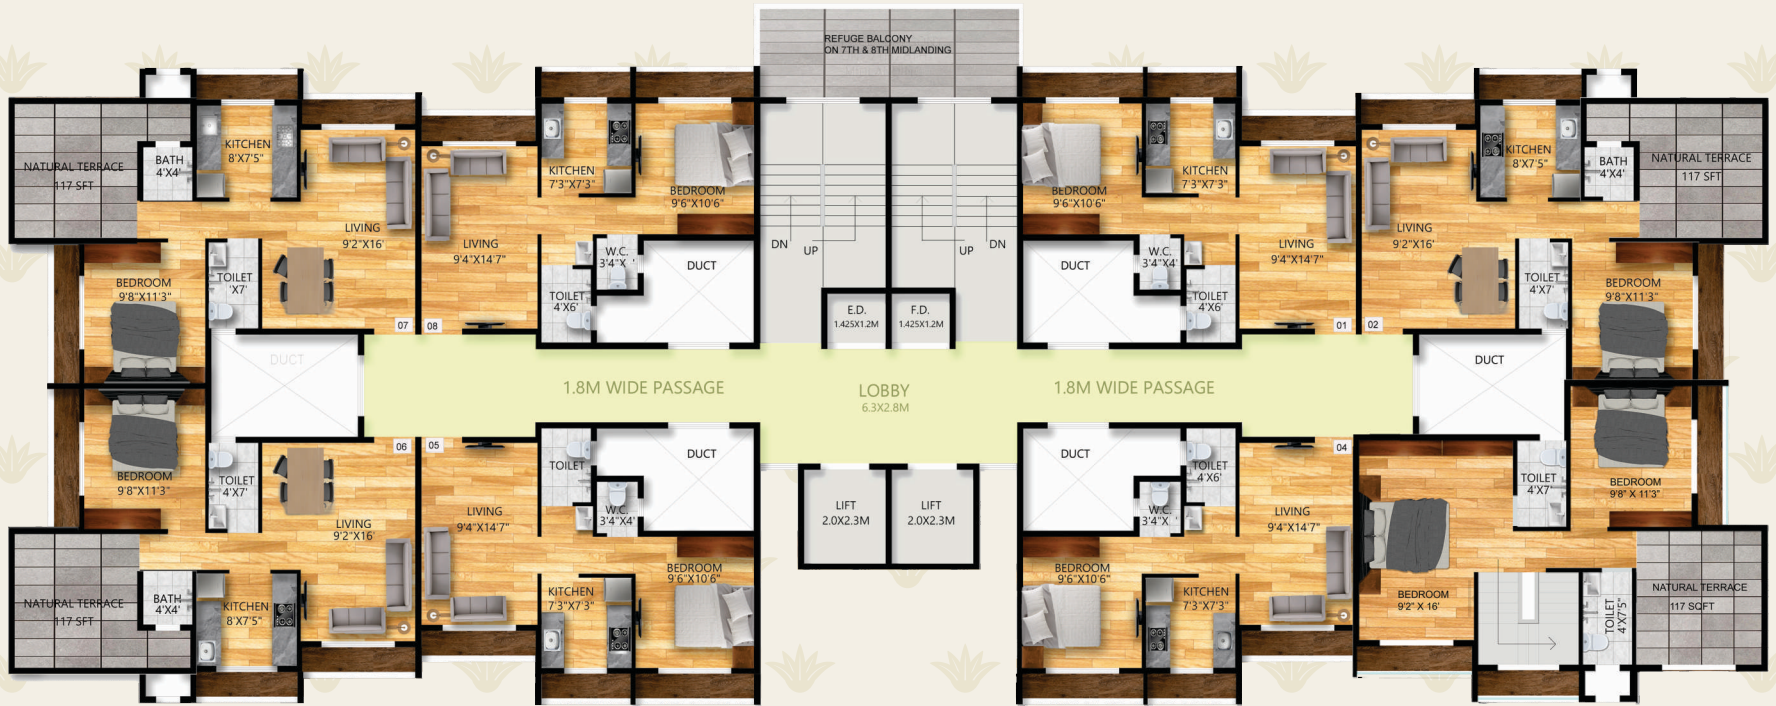 REFUGE BALCONY
ON 7TH & 8TH MIDLANDING
NATURAL TERRACE
117 SFT
BATH
4'X4'
KITCHEN
8'X7'5"
LIVING
9'2"X16'
BEDROOM
9'8"X11'3"
TOILET
'X7'
07
DUCT
LIVING
9'4"X14'7"
08
KITCHEN
7'3"X7'3"
BEDROOM
9'6"X10'6"
W.C.
3'4"X '
TOILET
4'X6'
DUCT
DN
UP
UP
DN
E.D.
1.425X1.2M
F.D.
1.425X1.2M
BEDROOM
9'6"X10'6"
KITCHEN
7'3"X7'3"
DUCT
W.C.
3'4"X4'
TOILET
4'X6'
LIVING
9'4"X14'7"
01
02
LIVING
9'2"X16'
KITCHEN
8'X7'5"
BATH
4'X4'
NATURAL TERRACE
117 SFT
TOILET
4'X7'
BEDROOM
9'8"X11'3"
DUCT
1.8M WIDE PASSAGE
LOBBY
6.3X2.8M
1.8M WIDE PASSAGE
06
05
BEDROOM
9'8"X11'3"
TOILET
4'X7'
LIVING
9'2"X16'
NATURAL TERRACE
117 SFT
BATH
4'X4'
KITCHEN
8'X7'5"
LIVING
9'4"X14'7"
TOILET
W.C.
3'4"X4'
DUCT
KITCHEN
7'3"X7'3"
BEDROOM
9'6"X10'6"
LIFT
2.0X2.3M
LIFT
2.0X2.3M
DUCT
TOILET
4'X6'
W.C.
3'4"X '
LIVING
9'4"X14'7"
04
BEDROOM
9'6"X10'6"
KITCHEN
7'3"X7'3"
TOILET
4'X7'
BEDROOM
9'8" X 11'3"
BEDROOM
9'2" X 16'
TOILET
4'X7'5"
NATURAL TERRACE
117 SQFT